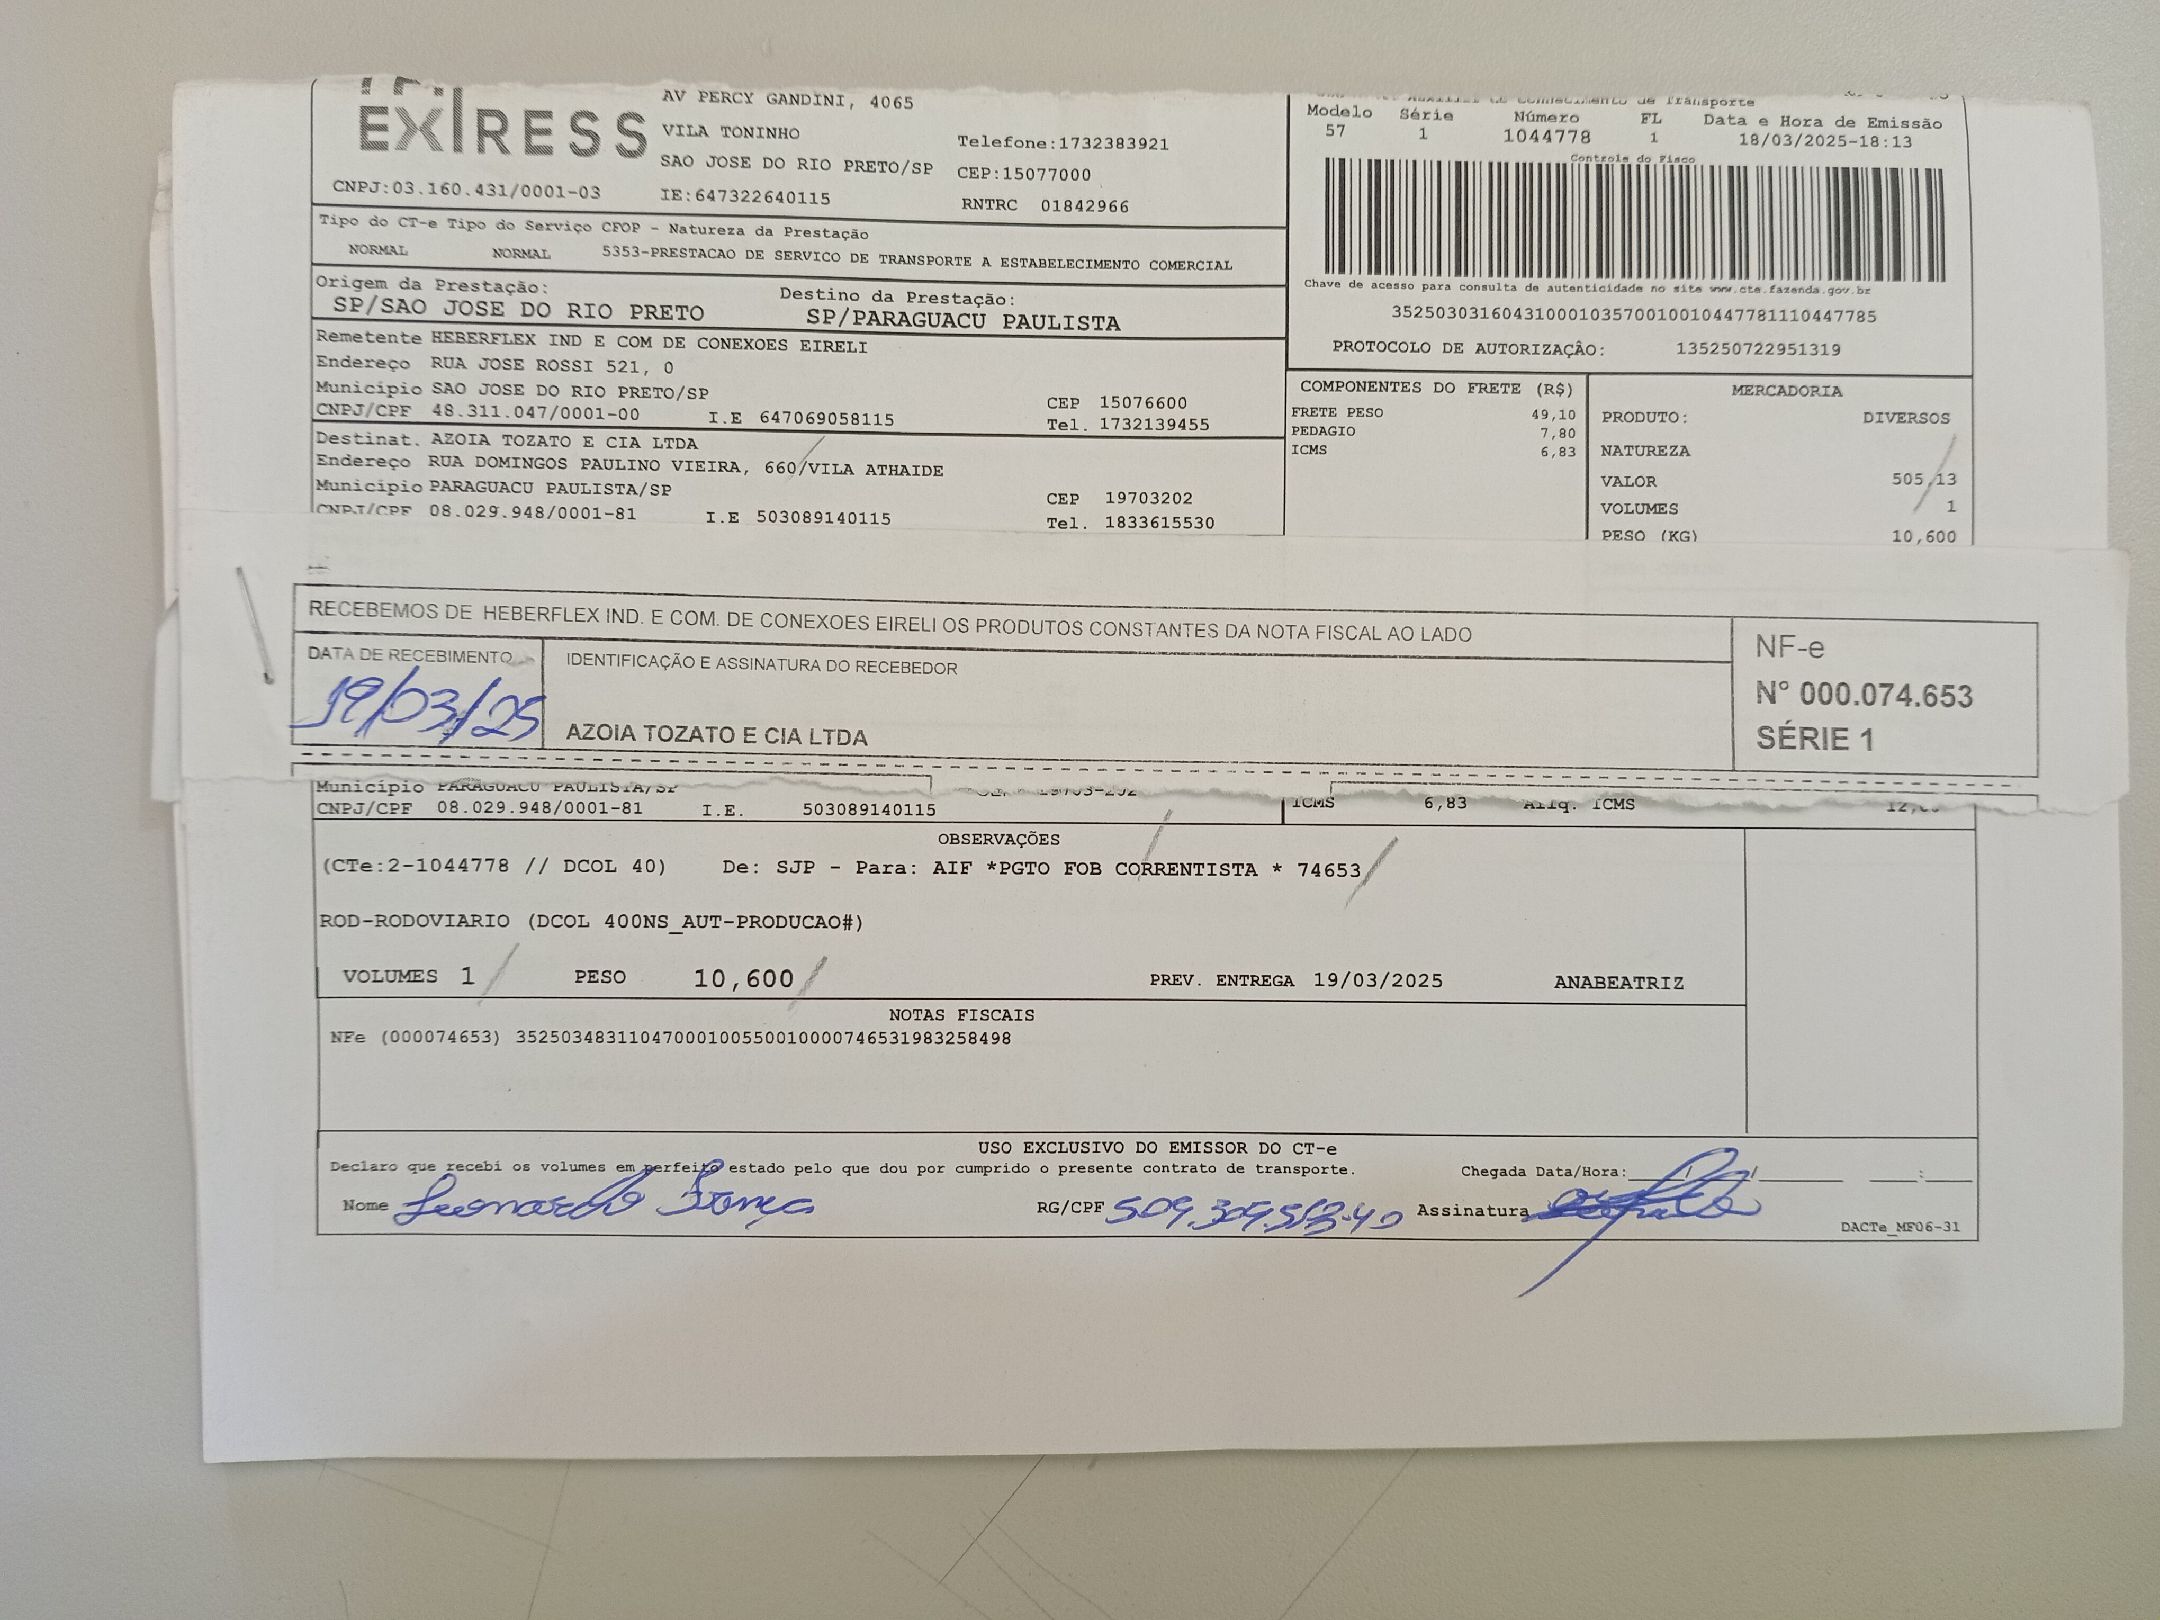 EXPRESS
AV PERCY GANDINI, 4065
VILA TONINHO
SAO JOSE DO RIO PRETO/SP
Telefone:1732383921
CEP:15077000
CNPJ:03.160.431/0001-03
IE:647322640115
RNTRC 01842966
de Transporte
Modelo Série Número FL Data e Hora de Emissão
57 1 1044778 1 18/03/2025-18:13
Controle do Fisco
Chave de acesso para consulta de autenticidade no site www.cte.fazenda.gov.br
35250303160431000103570010010447781110447785
PROTOCOLO DE AUTORIZAÇÃO: 135250722951319
Tipo do CT-e Tipo do Serviço CFOP - Natureza da Prestação
NORMAL NORMAL 5353-PRESTACAO DE SERVICO DE TRANSPORTE A ESTABELECIMENTO COMERCIAL
Origem da Prestação: Destino da Prestação:
SP/SAO JOSE DO RIO PRETO SP/PARAGUACU PAULISTA
Remetente HEBERFLEX IND E COM DE CONEXOES EIRELI
Endereço RUA JOSE ROSSI 521, 0
Município SAO JOSE DO RIO PRETO/SP CEP 15076600
CNPJ/CPF 48.311.047/0001-00 I.E 647069058115 Tel. 1732139455
Destinat. AZOIA TOZATO E CIA LTDA
Endereço RUA DOMINGOS PAULINO VIEIRA, 660/VILA ATHAIDE
Município PARAGUACU PAULISTA/SP CEP 19703202
CNPJ/CPF 08.029.948/0001-81 I.E 503089140115 Tel. 1833615530
COMPONENTES DO FRETE (R$)
FRETE PESO 49,10
PEDAGIO 7,80
ICMS 6,83
MERCADORIA
PRODUTO: DIVERSOS
NATUREZA
VALOR 505,13
VOLUMES 1
PESO (KG) 10,600
RECEBEMOS DE HEBERFLEX IND. E COM. DE CONEXOES EIRELI OS PRODUTOS CONSTANTES DA NOTA FISCAL AO LADO
DATA DE RECEBIMENTO IDENTIFICAÇÃO E ASSINATURA DO RECEBEDOR
19/03/25
AZOIA TOZATO E CIA LTDA
NF-e
Nº 000.074.653
SÉRIE 1
Município PARAGUACU PAULISTA/SP
CNPJ/CPF 08.029.948/0001-81 I.E. 503089140115 ICMS 6,83 Aliq. ICMS
OBSERVAÇÕES
(CTe:2-1044778 // DCOL 40) De: SJP - Para: AIF *PGTO FOB CORRENTISTA * 74653
ROD-RODOVIARIO (DCOL 400NS_AUT-PRODUCAO#)
VOLUMES 1 PESO 10,600 PREV. ENTREGA 19/03/2025 ANABEATRIZ
NOTAS FISCAIS
NFe (000074653) 35250348311047000100550010000746531983258498
USO EXCLUSIVO DO EMISSOR DO CT-e
Declaro que recebi os volumes em perfeito estado pelo que dou por cumprido o presente contrato de transporte. Chegada Data/Hora:
Nome Leonardo RG/CPF Assinatura
DACTe_MF06-31